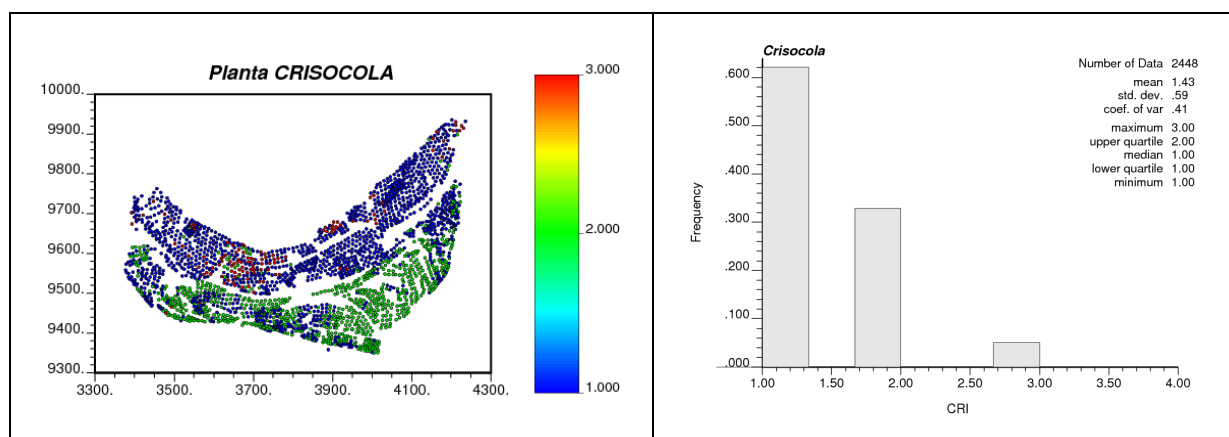 Planta CRISOCOLA
10000.
9900.
9800.
9700.
9600.
9500.
9400.
9300.
3300. 3500. 3700. 3900. 4100. 4300.
3.000
2.000
1.000
Crisocola
Number of Data 2448
mean 1.43
std. dev. .59
coef. of var .41
maximum 3.00
upper quartile 2.00
median 1.00
lower quartile 1.00
minimum 1.00
Frequency
.600
.500
.400
.300
.200
.100
.000
1.00 1.50 2.00 2.50 3.00 3.50 4.00
CRI